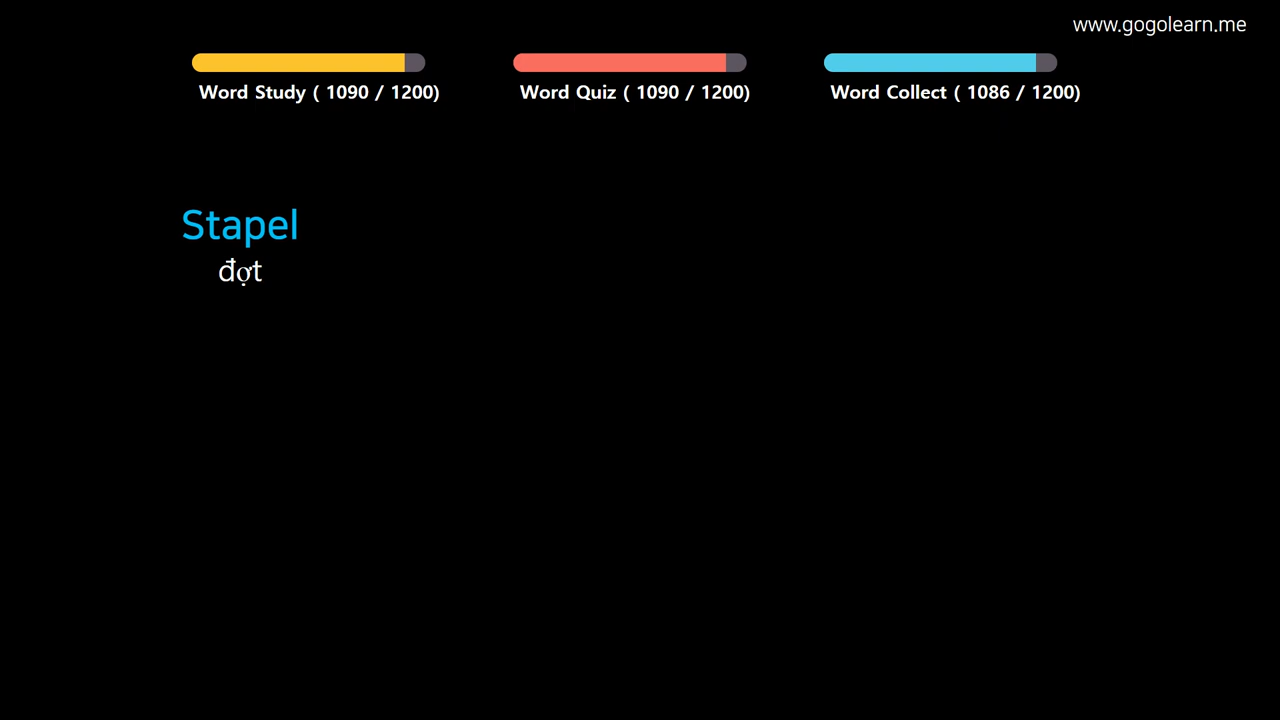 www.gogolearn.me
Word Study ( 1090 / 1200)
Word Quiz ( 1090 / 1200)
Word Collect ( 1086 / 1200)
Stapel
đợt